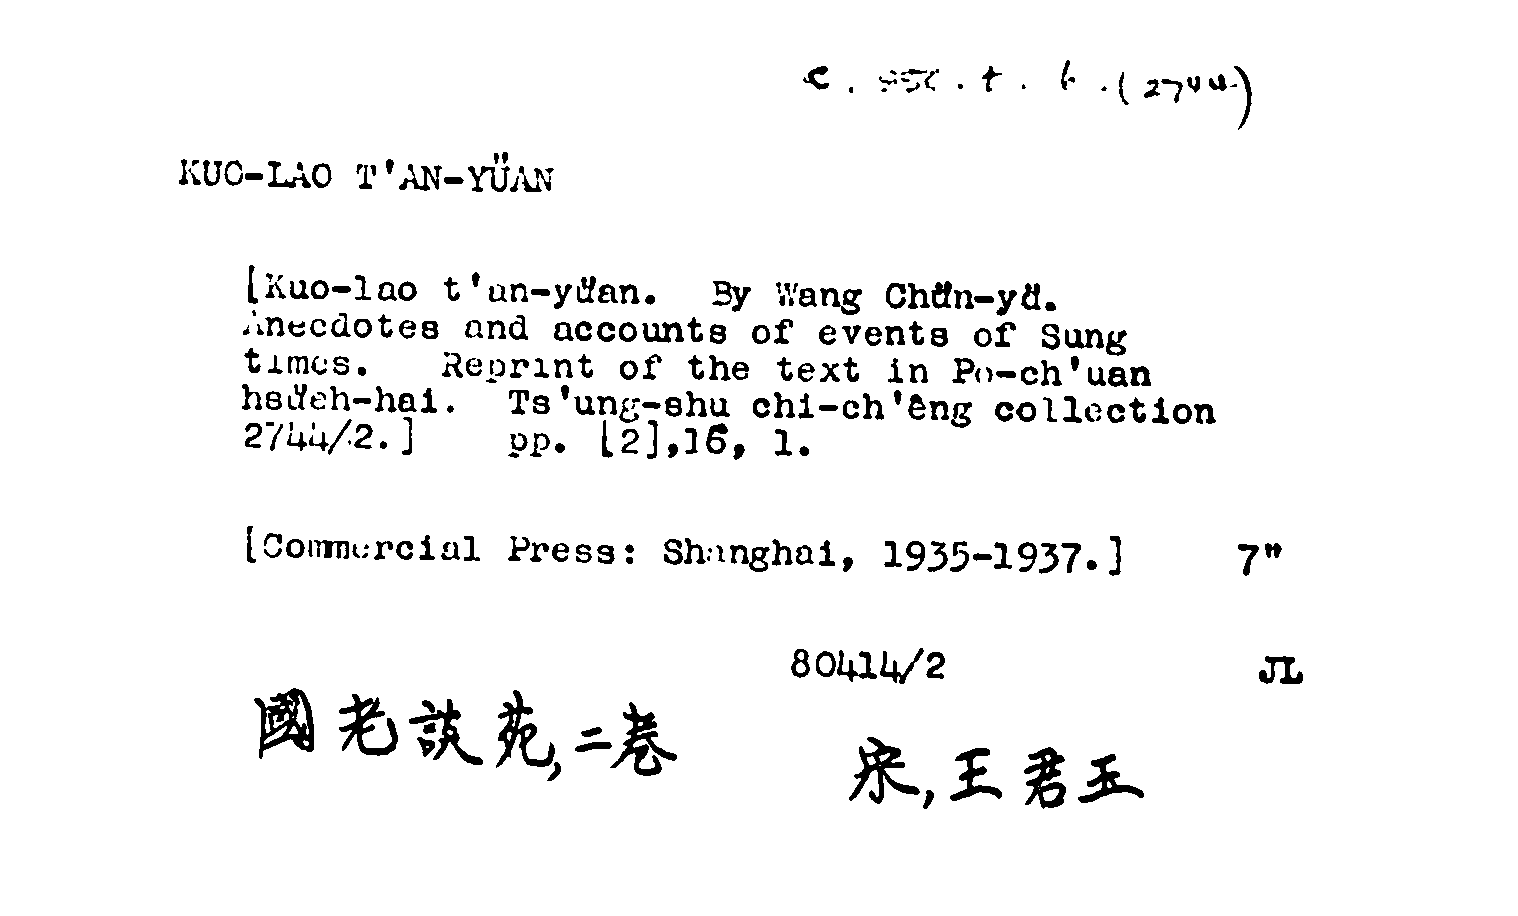 c. 956. t. 6. (2744)
KUO-LAO T'AN-YÜAN
[Kuo-lao t'an-yüan. By Wang Chün-yü.
Anecdotes and accounts of events of Sung
times. Reprint of the text in Po-ch'uan
hsüeh-hai. Ts'ung-shu chi-ch'êng collection
2744/2.] pp. [2],16, 1.
[Commercial Press: Shanghai, 1935-1937.] 7"
80414/2 JL
國老談苑,二卷
宋,王君玉